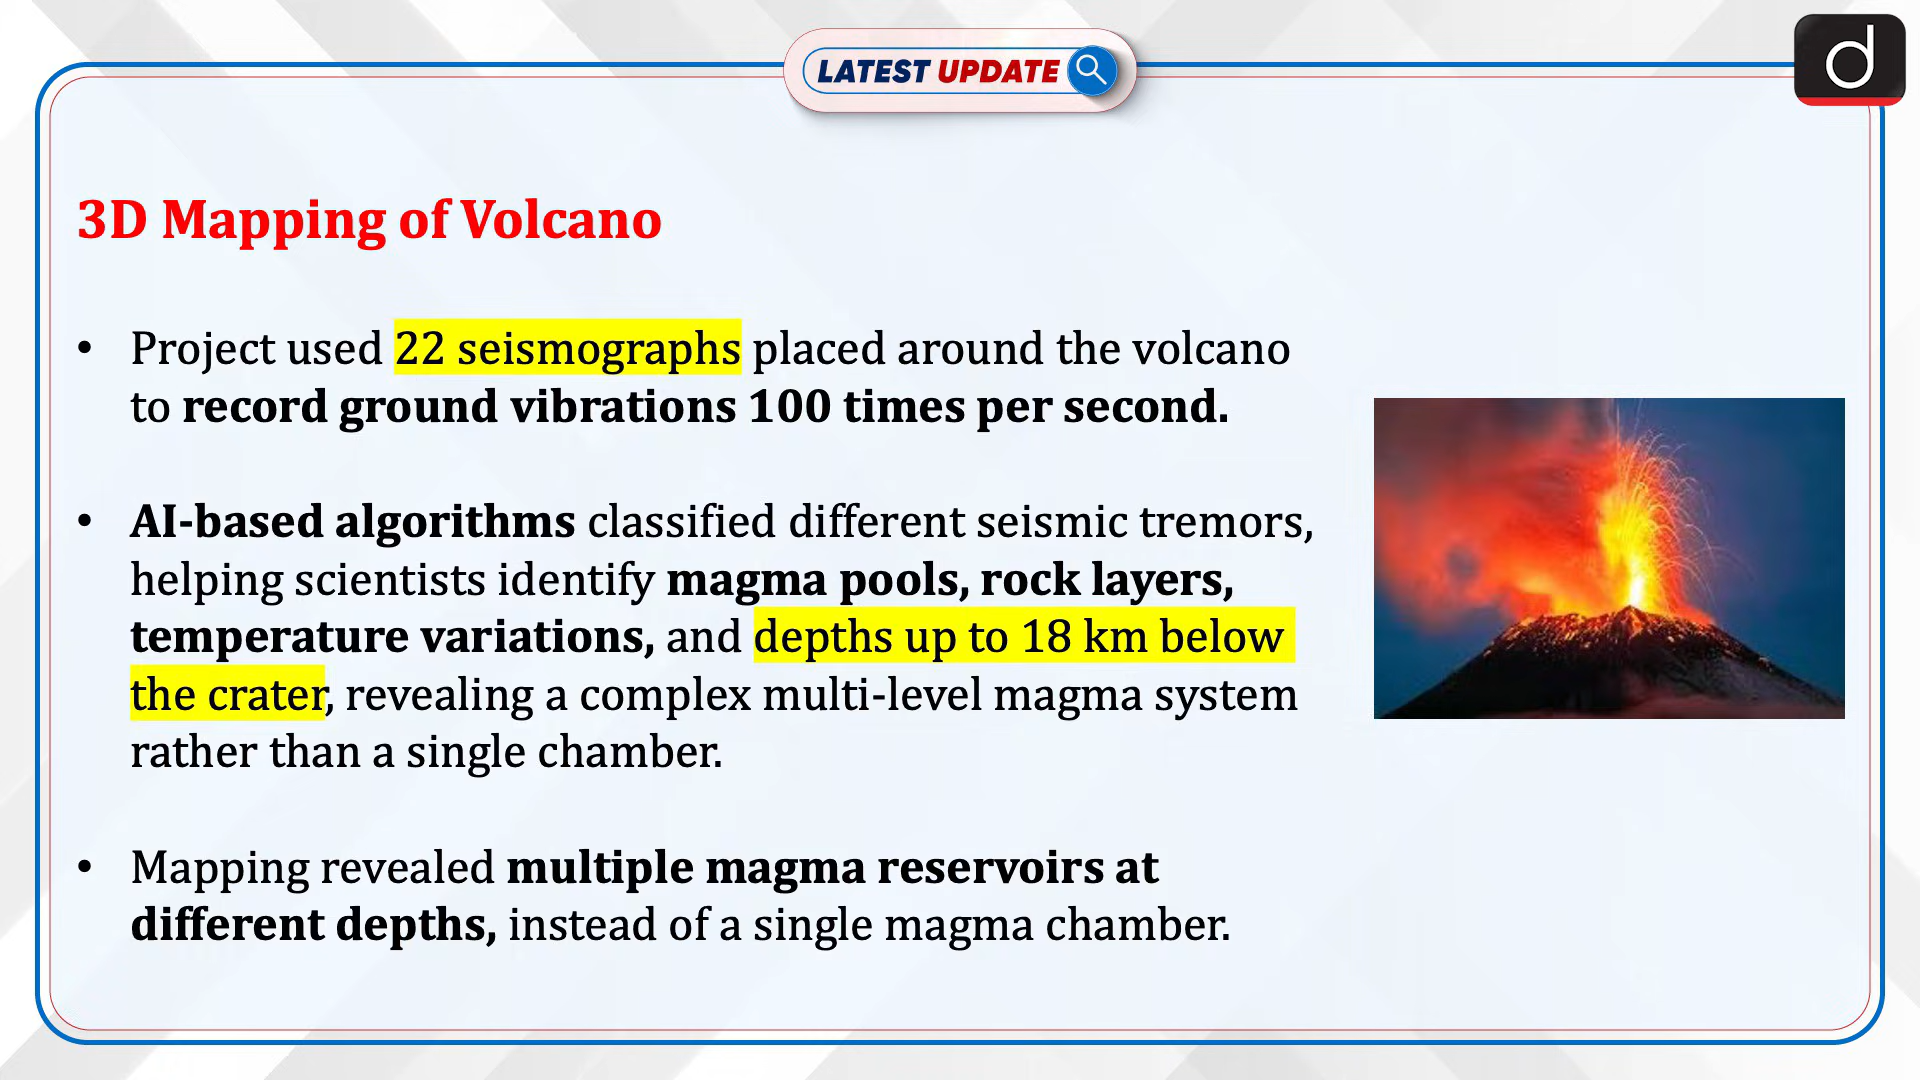 LATEST UPDATE
d
3D Mapping of Volcano
• Project used 22 seismographs placed around the volcano
to record ground vibrations 100 times per second.
• AI-based algorithms classified different seismic tremors,
helping scientists identify magma pools, rock layers,
temperature variations, and depths up to 18 km below
the crater, revealing a complex multi-level magma system
rather than a single chamber.
• Mapping revealed multiple magma reservoirs at
different depths, instead of a single magma chamber.